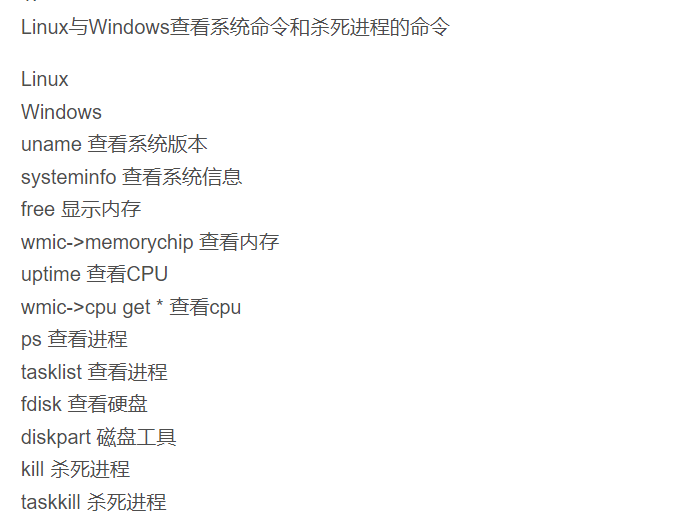 Linux与Windows查看系统命令和杀死进程的命令
Linux
Windows
uname 查看系统版本
systeminfo 查看系统信息
free 显示内存
wmic->memorychip 查看内存
uptime 查看CPU
wmic->cpu get * 查看cpu
ps 查看进程
tasklist 查看进程
fdisk 查看硬盘
diskpart 磁盘工具
kill 杀死进程
taskkill 杀死进程